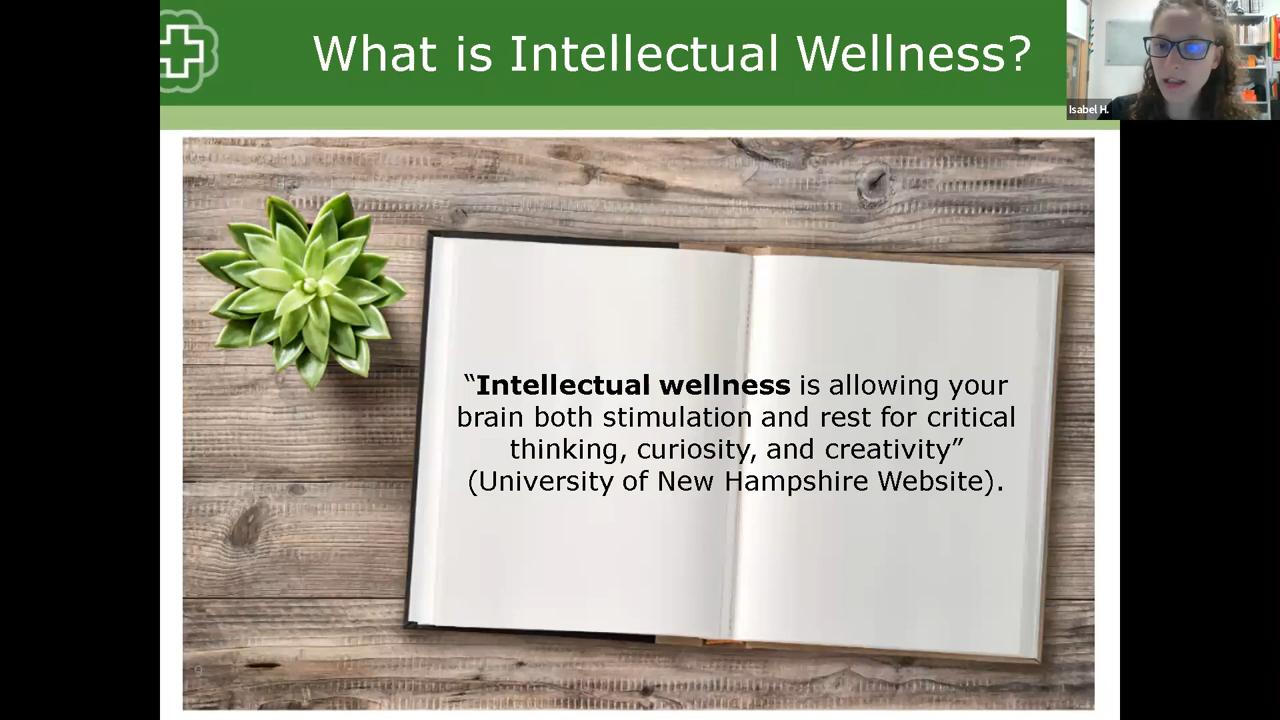 What is Intellectual Wellness?
Isabel H.
“Intellectual wellness is allowing your
brain both stimulation and rest for critical
thinking, curiosity, and creativity”
(University of New Hampshire Website).
9